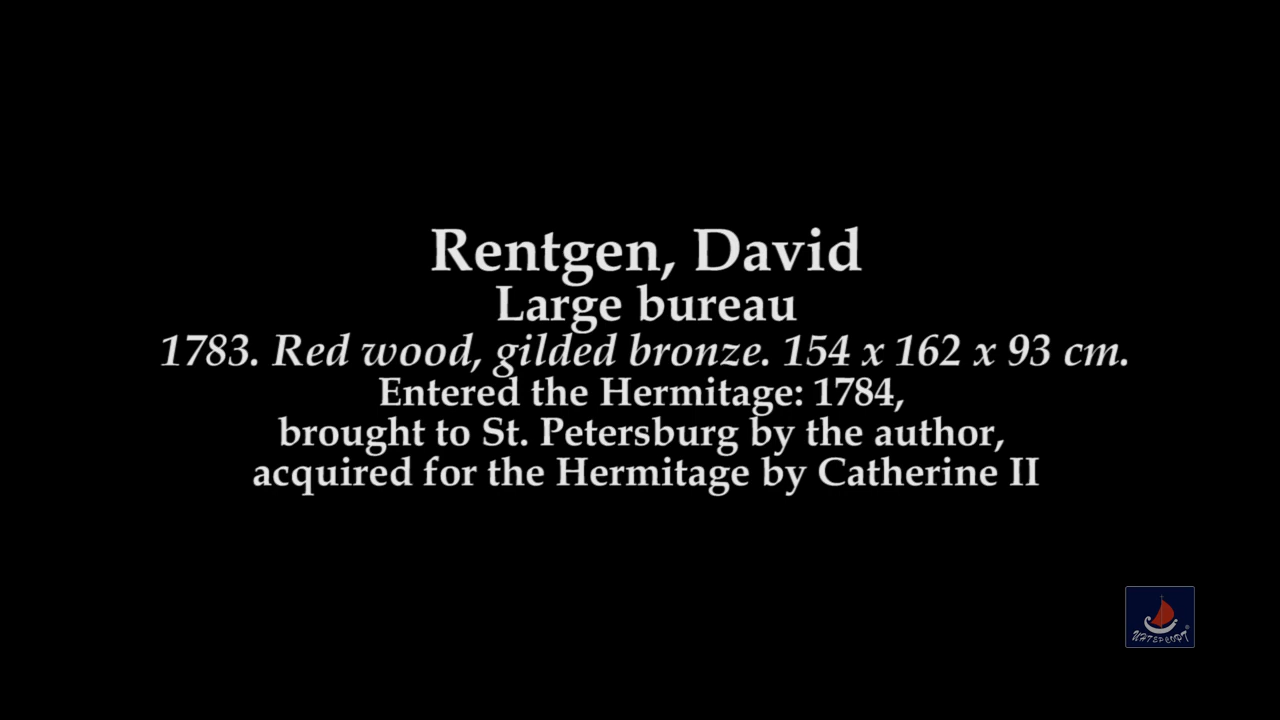 Rentgen, David
Large bureau
1783. Red wood, gilded bronze. 154 x 162 x 93 cm.
Entered the Hermitage: 1784,
brought to St. Petersburg by the author,
acquired for the Hermitage by Catherine II